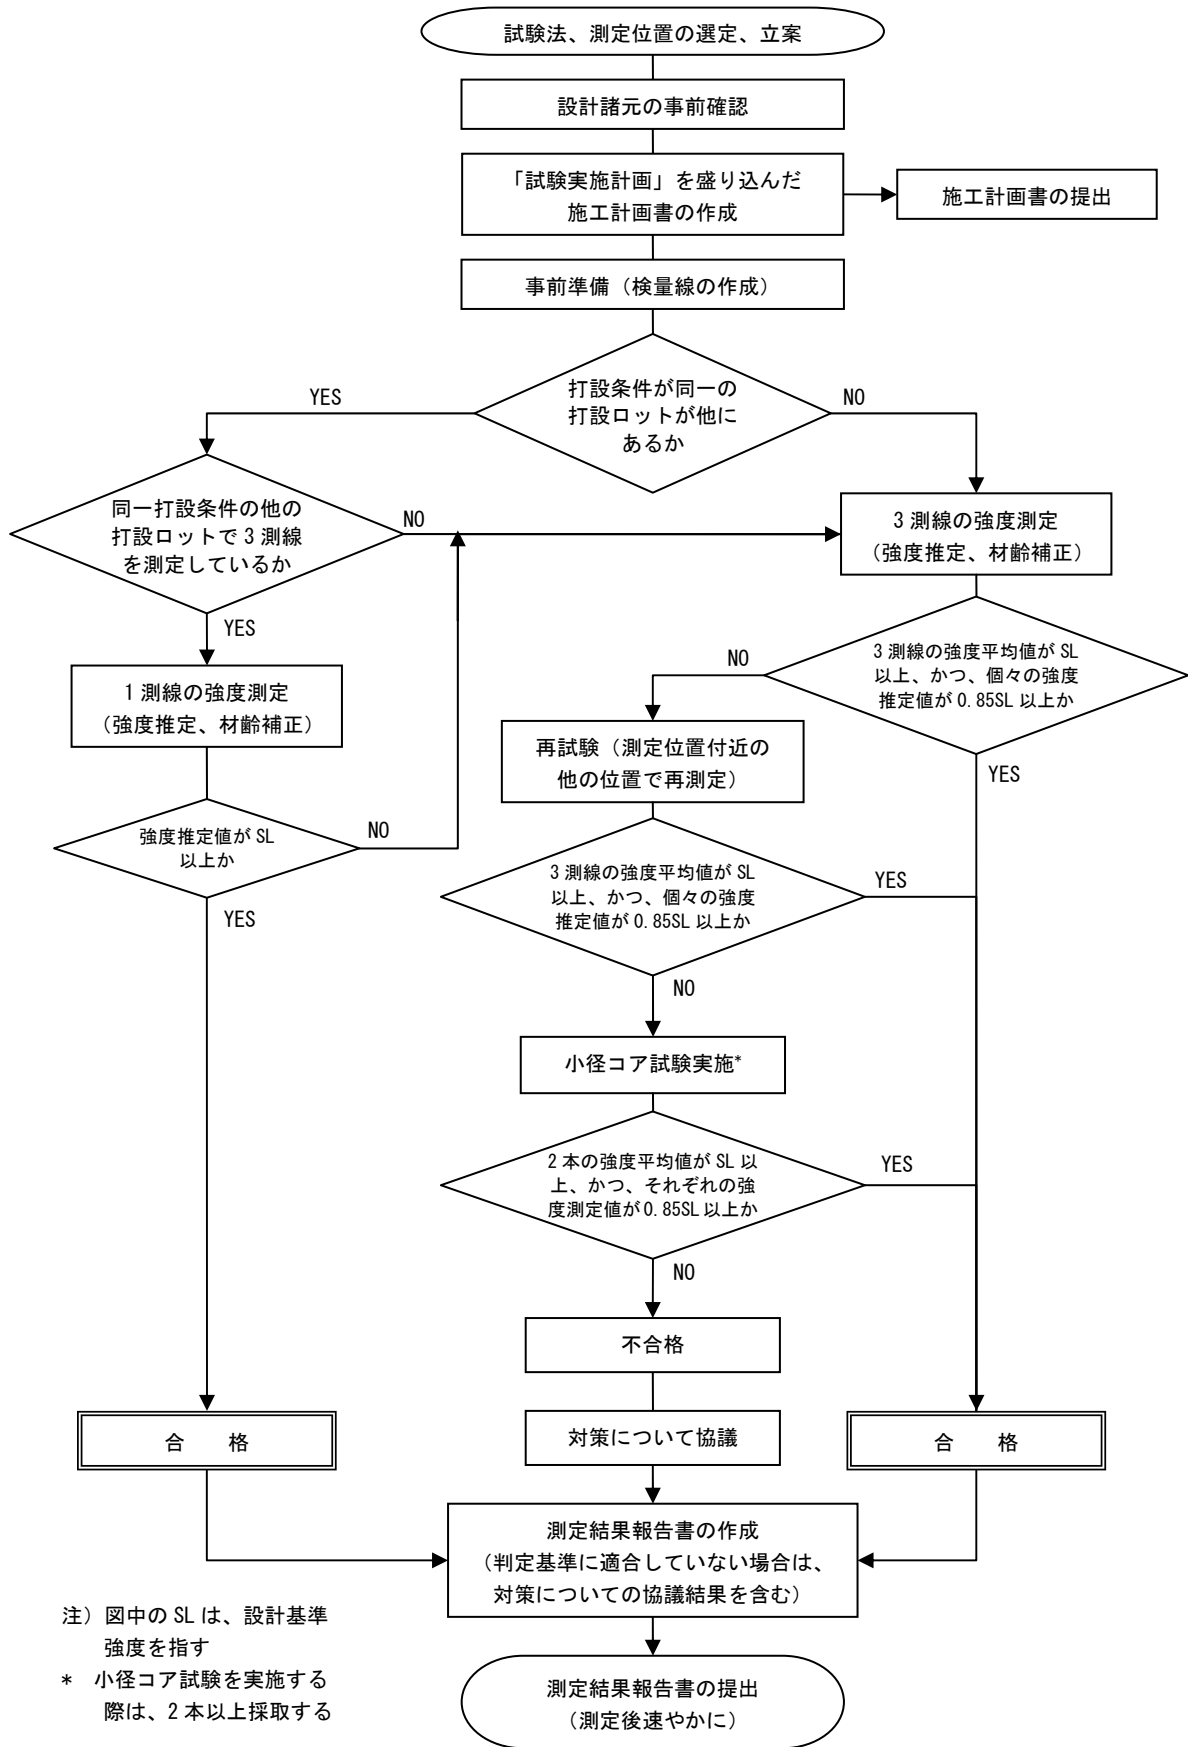 試験法、測定位置の選定、立案
設計諸元の事前確認
「試験実施計画」を盛り込んだ
施工計画書の作成
施工計画書の提出
事前準備（検量線の作成）
打設条件が同一の
打設ロットが他に
あるか
YES
NO
同一打設条件の他の
打設ロットで3測線
を測定しているか
NO
YES
3測線の強度測定
（強度推定、材齢補正）
1測線の強度測定
（強度推定、材齢補正）
3測線の強度平均値がSL
以上、かつ、個々の強度
推定値が0.85SL以上か
NO
YES
再試験（測定位置付近の
他の位置で再測定）
強度推定値がSL
以上か
NO
YES
3測線の強度平均値がSL
以上、かつ、個々の強度
推定値が0.85SL以上か
YES
NO
小径コア試験実施*
2本の強度平均値がSL以
上、かつ、それぞれの強
度測定値が0.85SL以上か
YES
NO
不合格
対策について協議
合　　格
合　　格
測定結果報告書の作成
（判定基準に適合していない場合は、
対策についての協議結果を含む）
測定結果報告書の提出
（測定後速やかに）
注）図中のSLは、設計基準
強度を指す
*　小径コア試験を実施する
際は、2本以上採取する